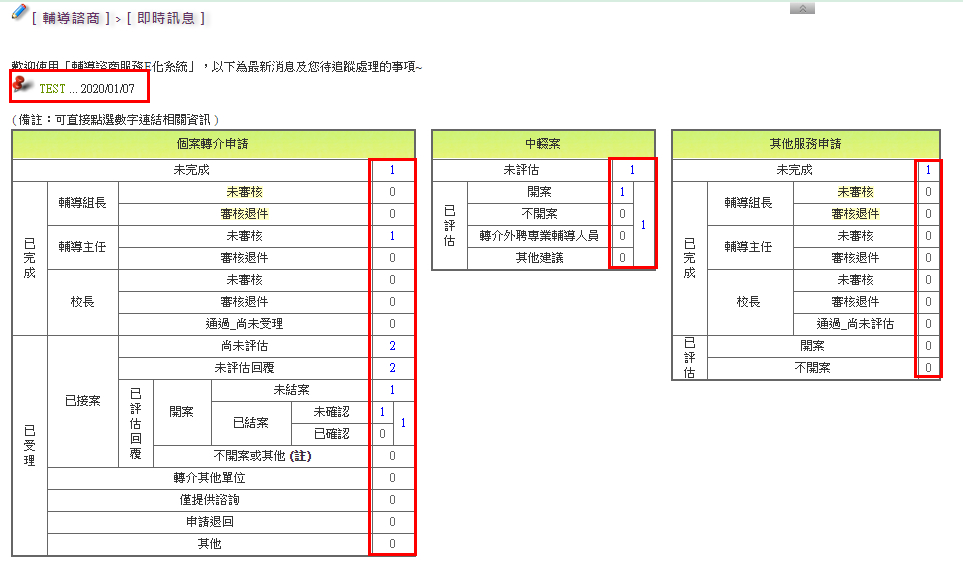 [ 輔導諮商 ] > [ 即時訊息 ]
歡迎使用「輔導諮商服務E化系統」，以下為最新消息及您待追蹤處理的事項~
TEST ... 2020/01/07
(備註：可直接點選數字連結相關資訊)
個案轉介申請
未完成 1
已完成
輔導組長
未審核 0
審核退件 0
輔導主任
未審核 1
審核退件 0
校長
未審核 0
審核退件 0
通過_尚未受理 0
已受理
已接案
尚未評估 2
未評估回覆 2
已評估回覆
開案
未結案 1
已結案
未確認 1
已確認 0
1
不開案或其他 (註) 0
轉介其他單位 0
僅提供諮詢 0
申請退回 0
其他 0
中輟案
未評估 1
已評估
開案 1
不開案 0
轉介外聘專業輔導人員 0
其他建議 0
1
其他服務申請
未完成 1
已完成
輔導組長
未審核 0
審核退件 0
輔導主任
未審核 0
審核退件 0
校長
未審核 0
審核退件 0
通過_尚未評估 0
已評估
開案 0
不開案 0